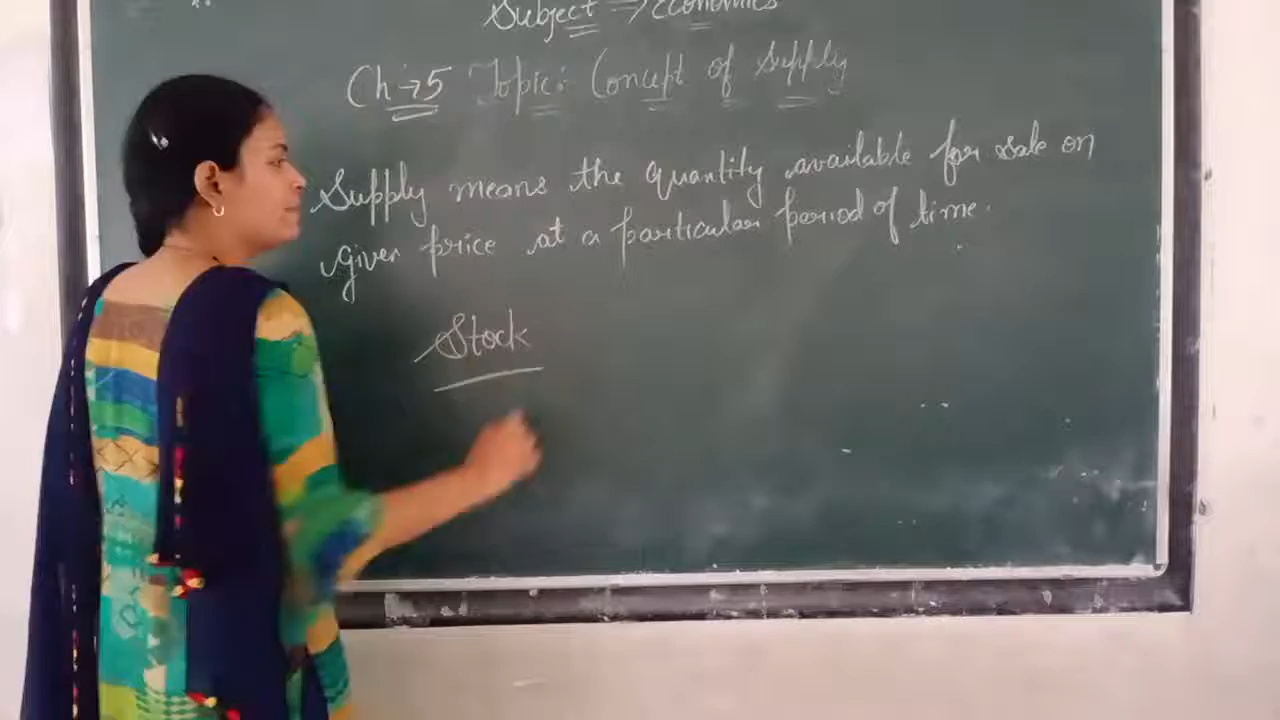 Subject → Economics
Ch → 5 Topic: Concept of Supply
Supply means the quantity available for sale on
given price at a particular period of time.
Stock